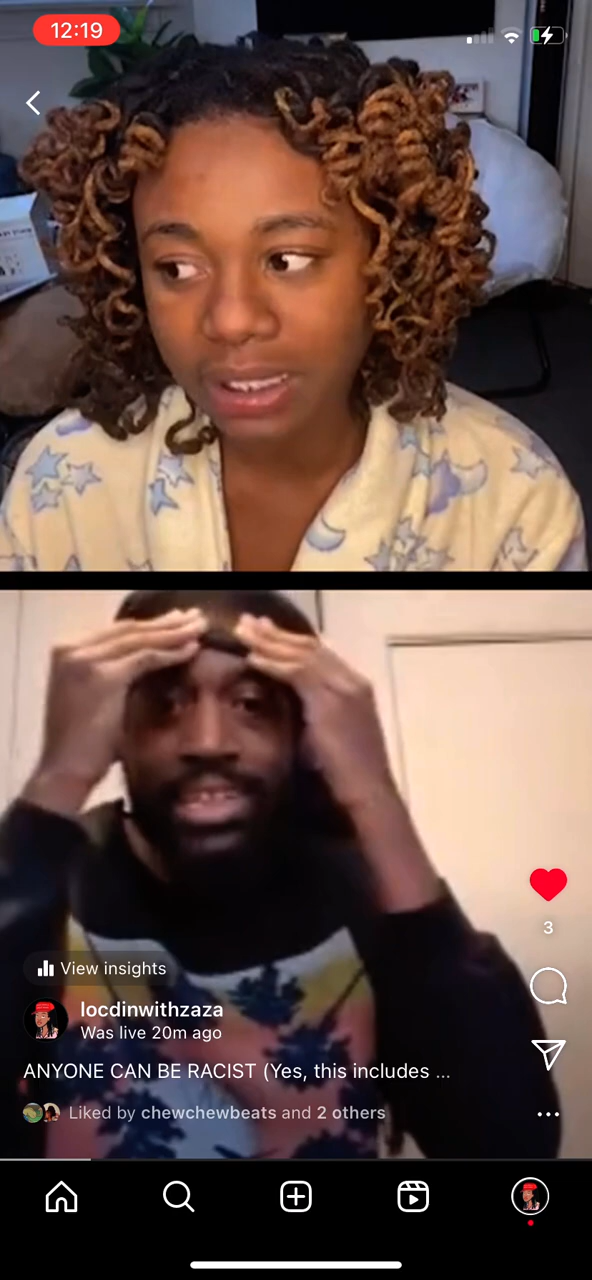 12:19
View insights
locdinwithzaza
Was live 20m ago
ANYONE CAN BE RACIST (Yes, this includes ...
Liked by chewchewbeats and 2 others
3